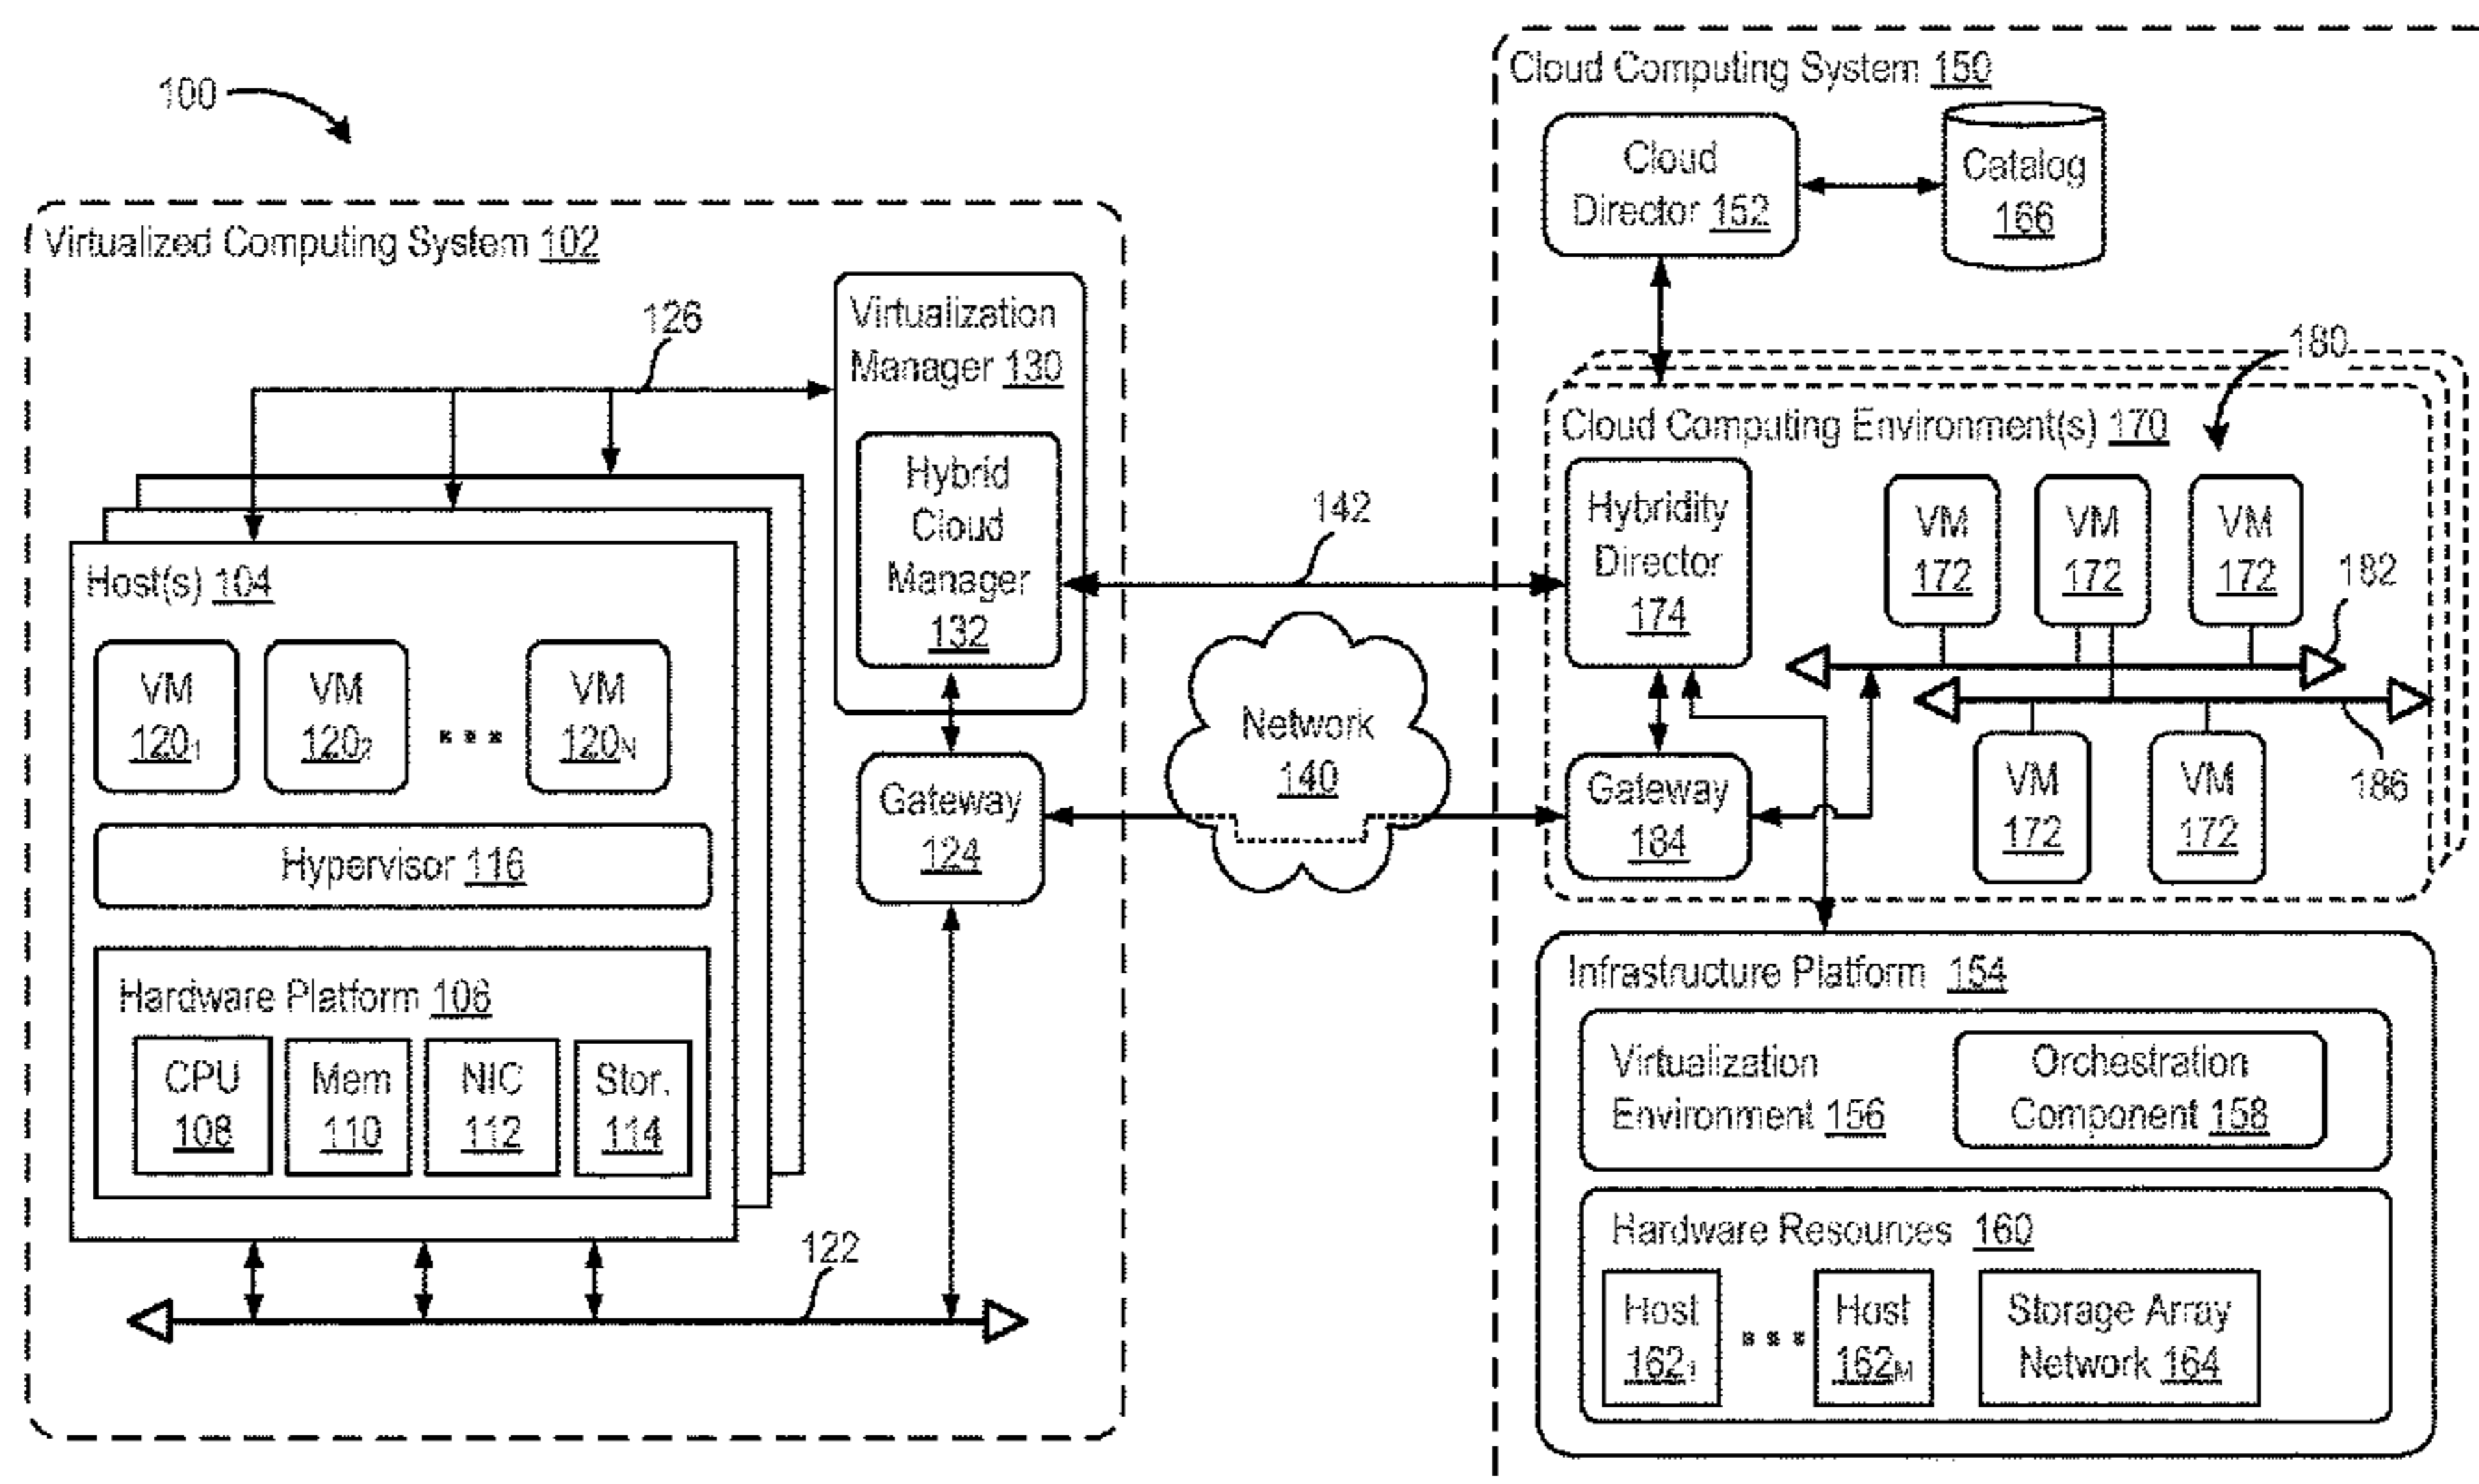 100
Virtualized Computing System 102
126
Virtualization
Manager 130
Hybrid
Cloud
Manager
132
Host(s) 104
VM
120₁
VM
120₂
VM
120N
Hypervisor 116
Hardware Platform 106
CPU
108
Mem
110
NIC
112
Stor.
114
Gateway
124
122
142
Network
140
Cloud Computing System 150
Cloud
Director 152
Catalog
166
180
Cloud Computing Environment(s) 170
Hybridity
Director
174
VM
172
VM
172
VM
172
182
Gateway
184
VM
172
VM
172
186
Infrastructure Platform 154
Virtualization
Environment 156
Orchestration
Component 158
Hardware Resources 160
Host
162₁
Host
162M
Storage Array
Network 164